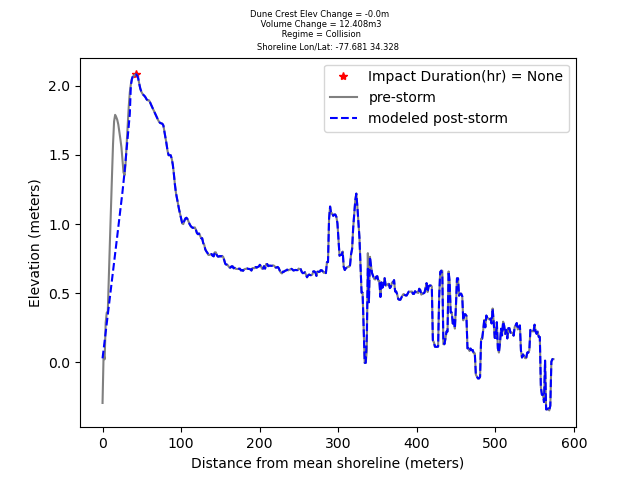 Dune Crest Elev Change = -0.0m
Volume Change = 12.408m3
Regime = Collision
Shoreline Lon/Lat: -77.681 34.328
Impact Duration(hr) = None
pre-storm
modeled post-storm
Elevation (meters)
2.0
1.5
1.0
0.5
0.0
0 100 200 300 400 500 600
Distance from mean shoreline (meters)